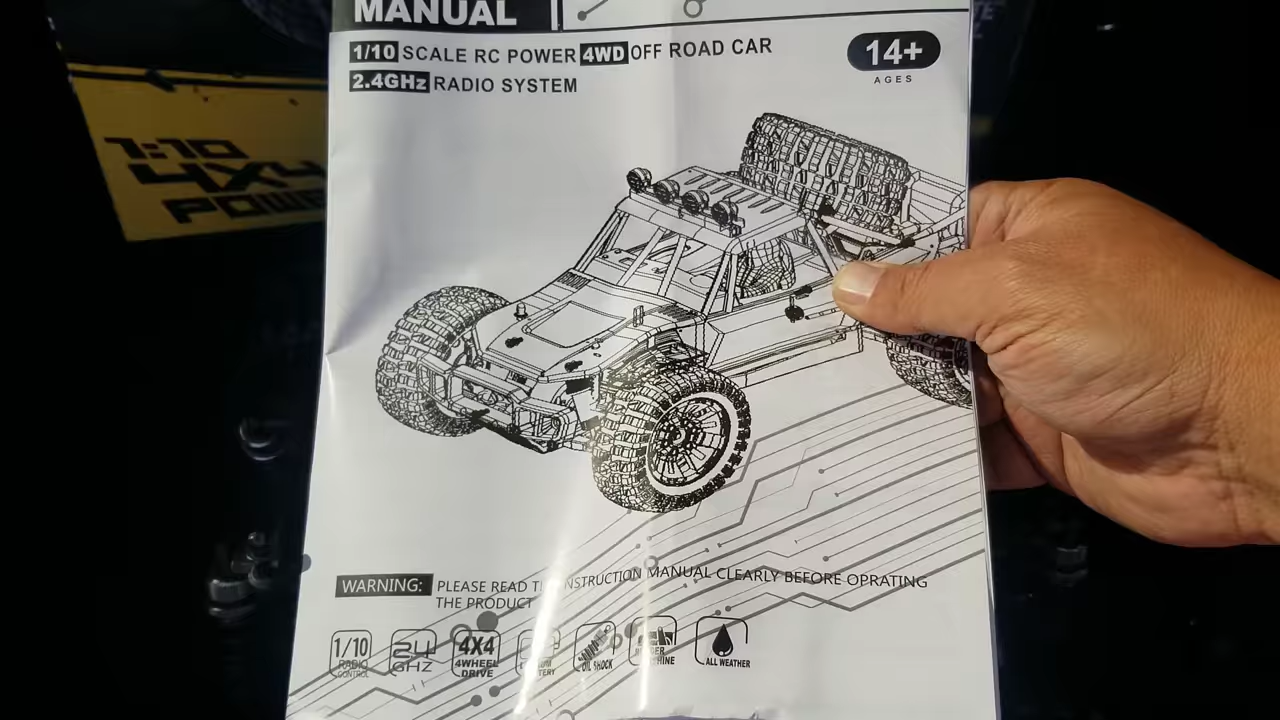 MANUAL
1/10 SCALE RC POWER 4WD OFF ROAD CAR
2.4GHz RADIO SYSTEM
14+
AGES
1:10
4X4
POWE
WARNING: PLEASE READ INSTRUCTION MANUAL CLEARLY BEFORE OPRATING
THE PRODUCT
1/10
RADIO
CONTROL
2.4
GHZ
4X4
4WHEEL
DRIVE
OIL SHOCK
ALL WEATHER